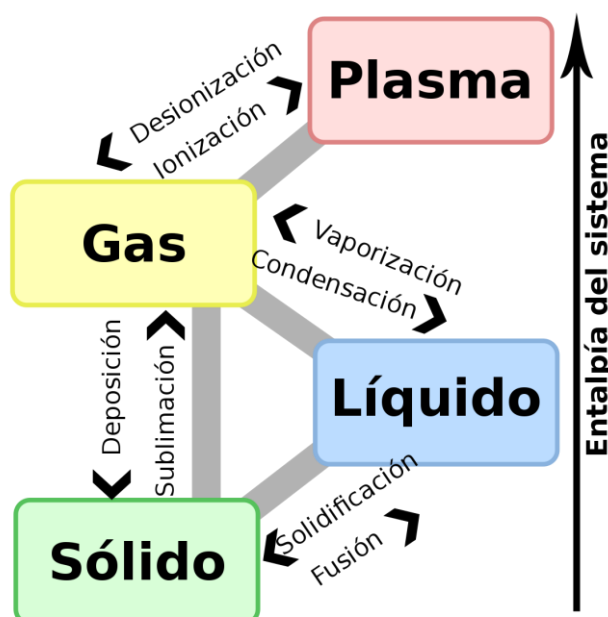 Plasma
Desionización
Ionización
Gas
Vaporización
Condensación
Entalpía del sistema
Deposición
Sublimación
Líquido
Solidificación
Fusión
Sólido